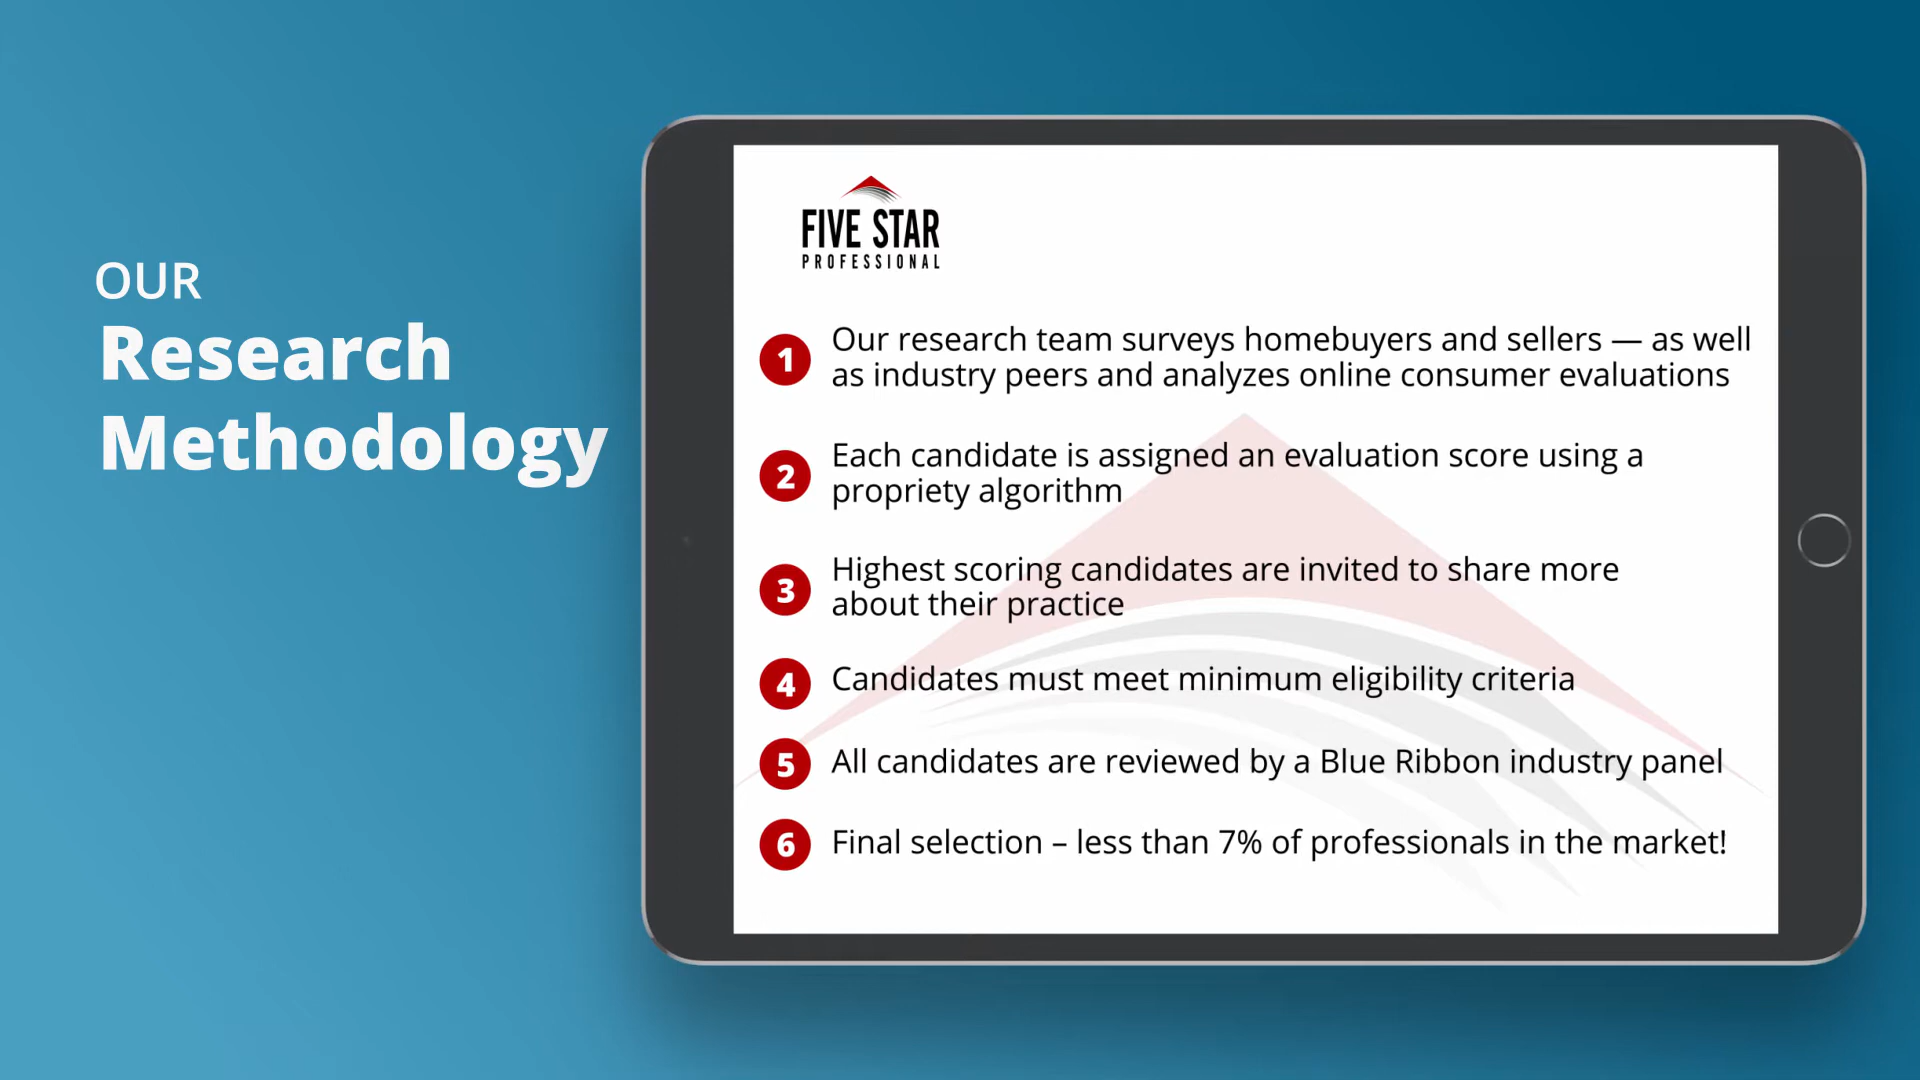 OUR
Research
Methodology
FIVE STAR
PROFESSIONAL
1 Our research team surveys homebuyers and sellers — as well
as industry peers and analyzes online consumer evaluations
2 Each candidate is assigned an evaluation score using a
propriety algorithm
3 Highest scoring candidates are invited to share more
about their practice
4 Candidates must meet minimum eligibility criteria
5 All candidates are reviewed by a Blue Ribbon industry panel
6 Final selection – less than 7% of professionals in the market!